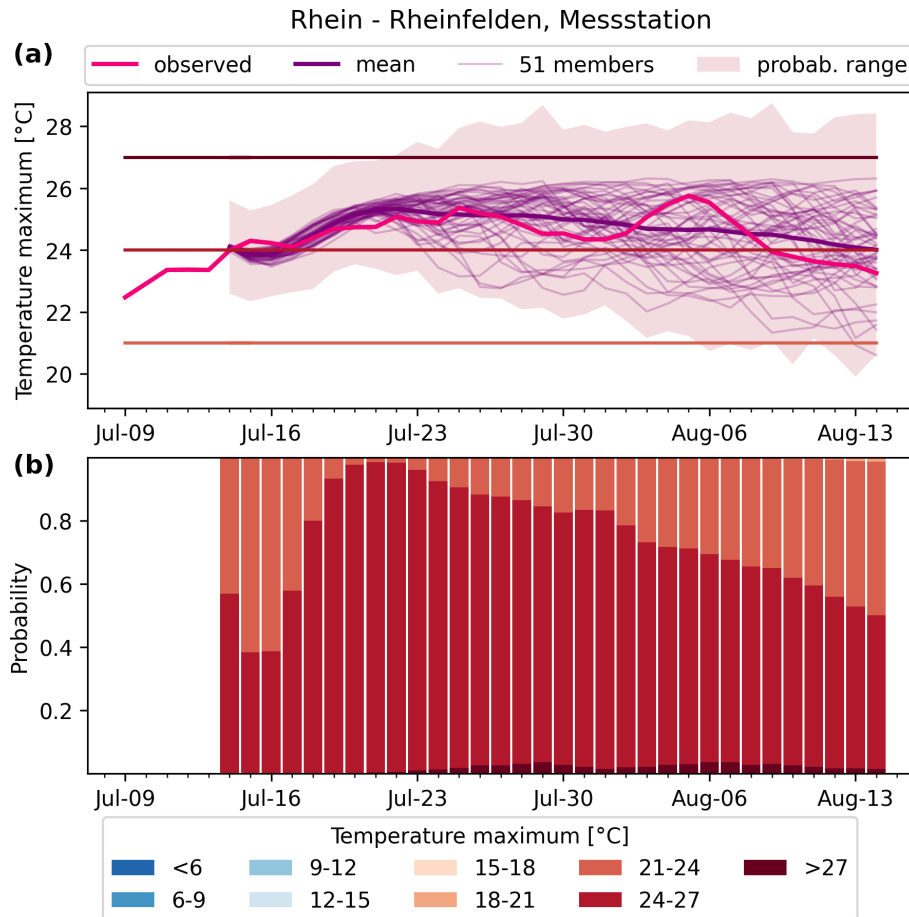 Rhein - Rheinfelden, Messstation
(a)
observed mean 51 members probab. range
Temperature maximum [°C]
28
26
24
22
20
Jul-09 Jul-16 Jul-23 Jul-30 Aug-06 Aug-13
(b)
Probability
0.8
0.6
0.4
0.2
Jul-09 Jul-16 Jul-23 Jul-30 Aug-06 Aug-13
Temperature maximum [°C]
<6 9-12 15-18 21-24 >27
6-9 12-15 18-21 24-27